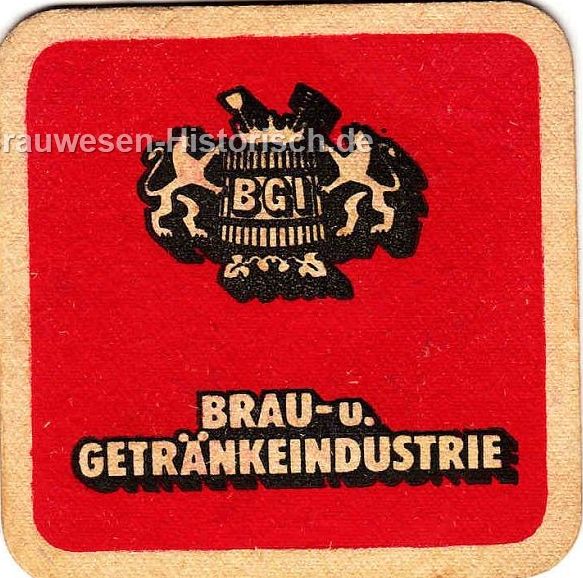 rauwesen-Historisch.de
BGI
BRAU- u.
GETRÄNKEINDUSTRIE